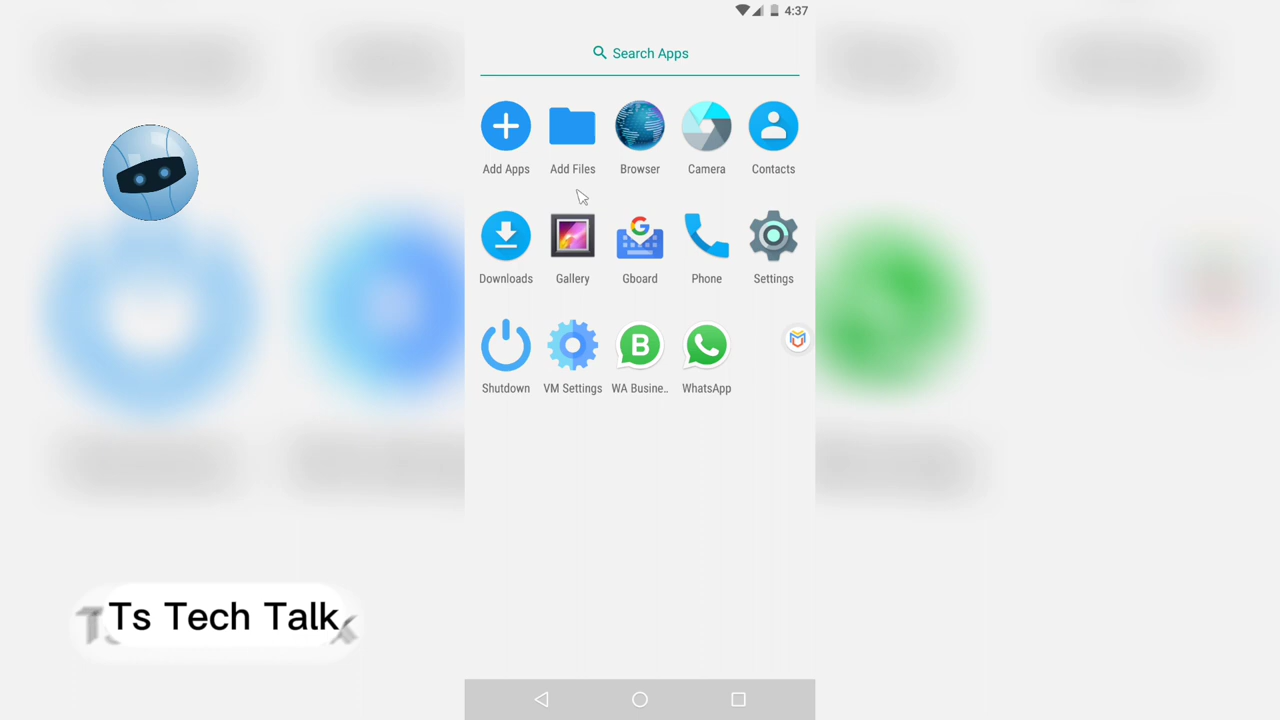 4:37
Search Apps
Add Apps
Add Files
Browser
Camera
Contacts
Downloads
Gallery
Gboard
Phone
Settings
Shutdown
VM Settings
B
WA Busine..
WhatsApp
Ts Tech Talk